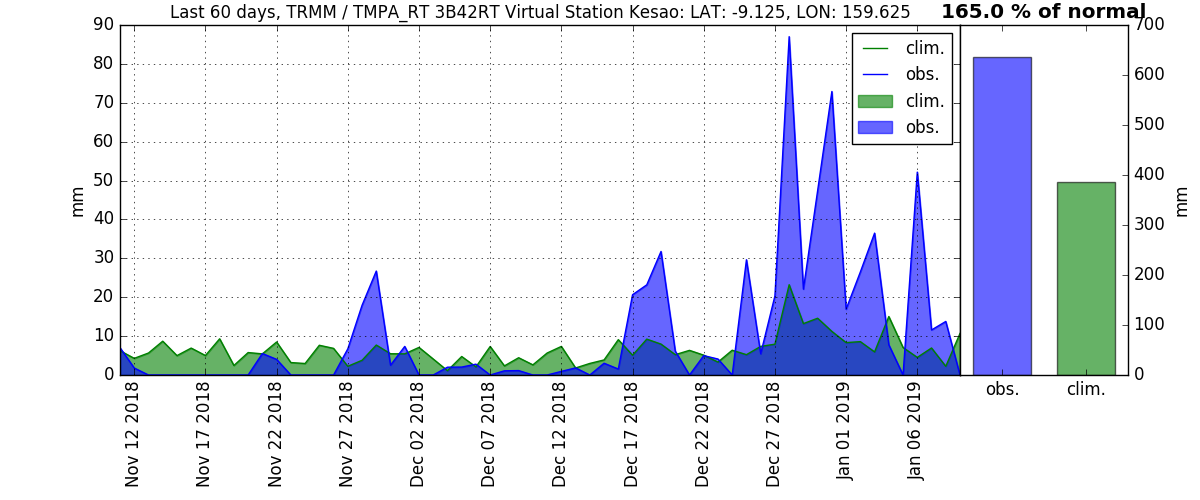 Last 60 days, TRMM / TMPA_RT 3B42RT Virtual Station Kesao: LAT: -9.125, LON: 159.625
165.0 % of normal
90
80
70
60
50
40
30
20
10
0
mm
clim.
obs.
clim.
obs.
700
600
500
400
300
200
100
0
mm
obs.
clim.
Nov 12 2018
Nov 17 2018
Nov 22 2018
Nov 27 2018
Dec 02 2018
Dec 07 2018
Dec 12 2018
Dec 17 2018
Dec 22 2018
Dec 27 2018
Jan 01 2019
Jan 06 2019